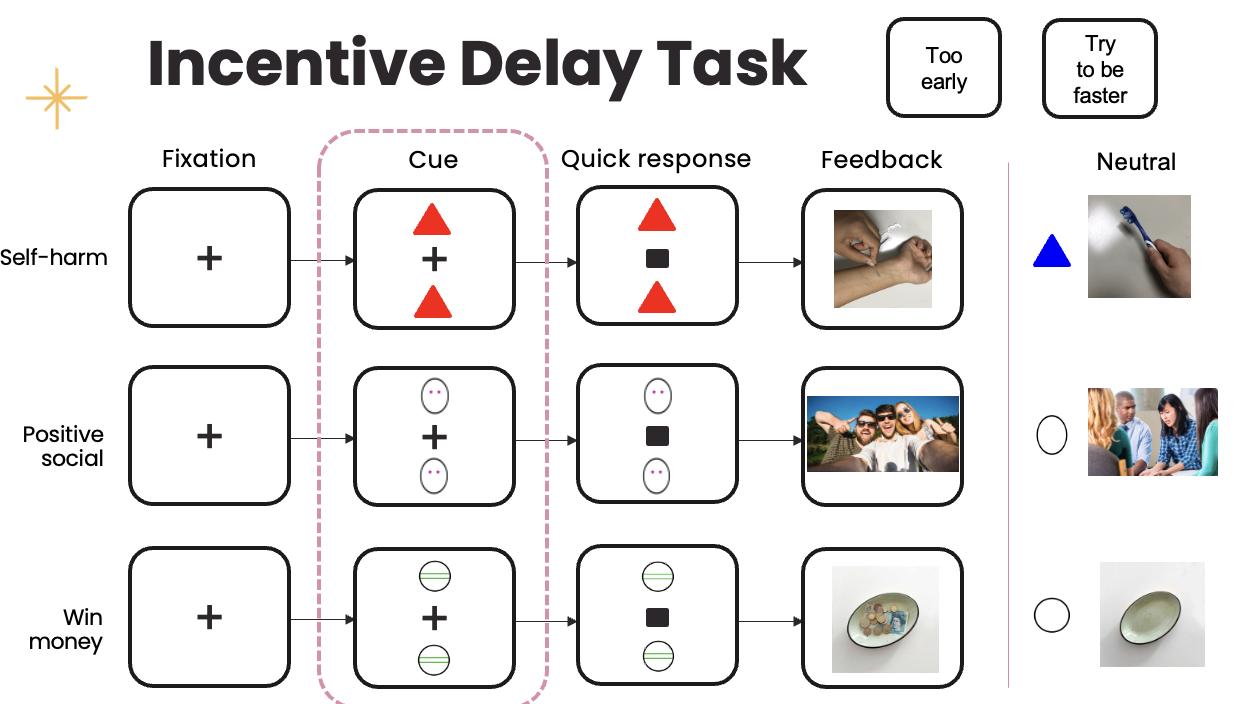 Incentive Delay Task
Too
early
Try
to be
faster
Fixation
Cue
Quick response
Feedback
Neutral
Self-harm
Positive
social
Win
money